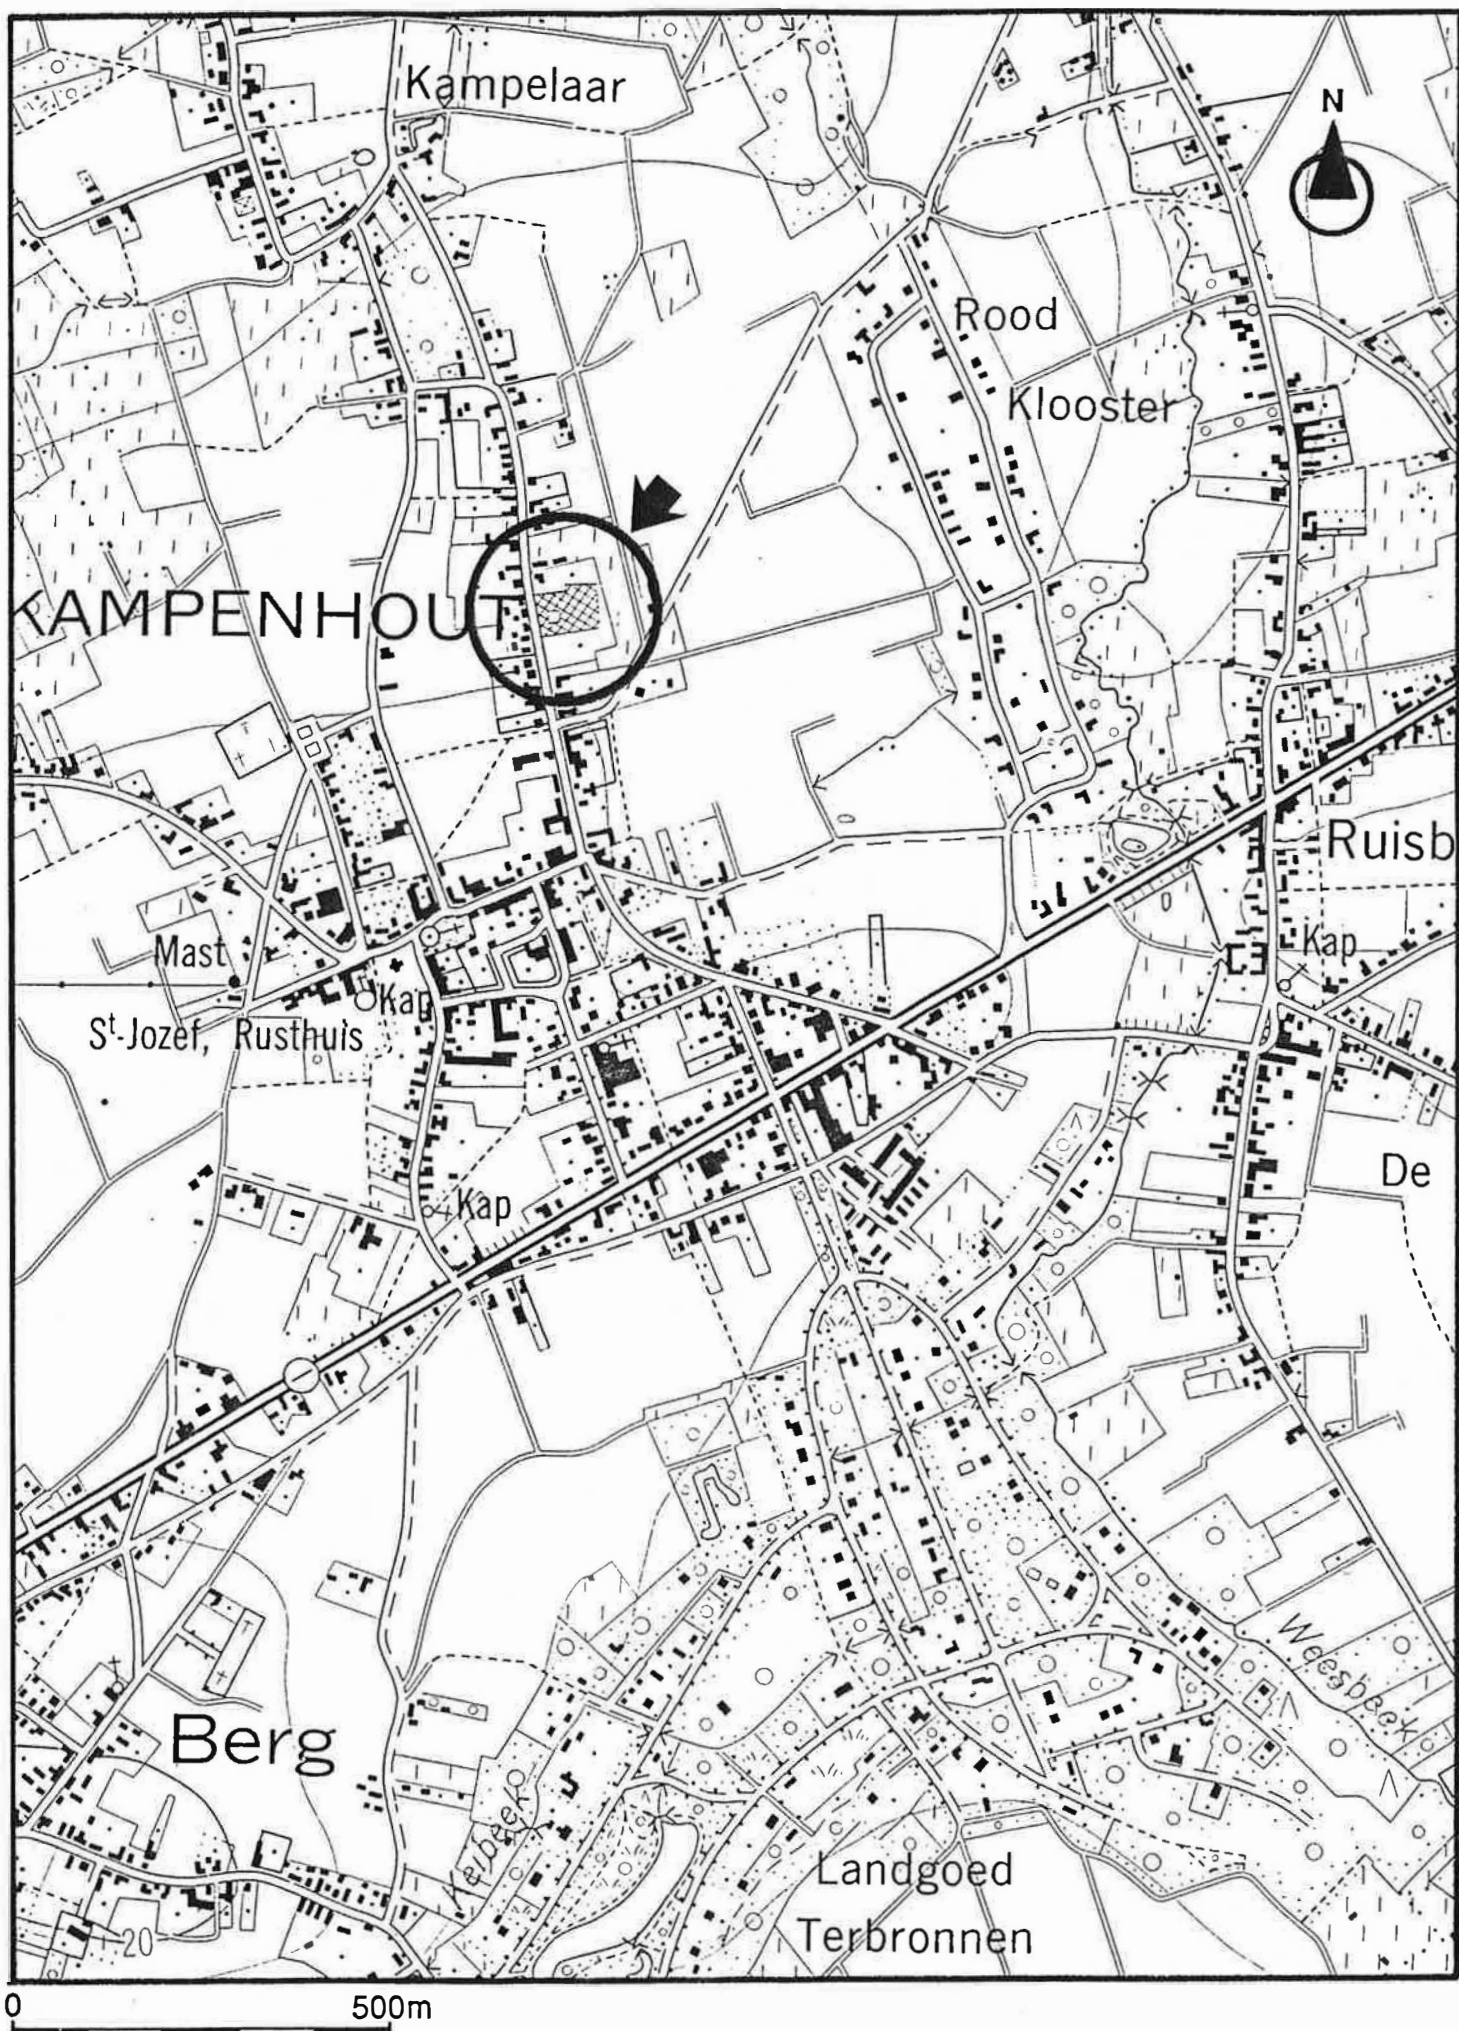 Kampelaar
N
Rood
Klooster
KAMPENHOUT
Ruisb
Mast
Kap
Kap
St-Jozef, Rusthuis
De
Kap
Weesbeek
Berg
Kelbeek
Landgoed
20
Terbronnen
0 500m